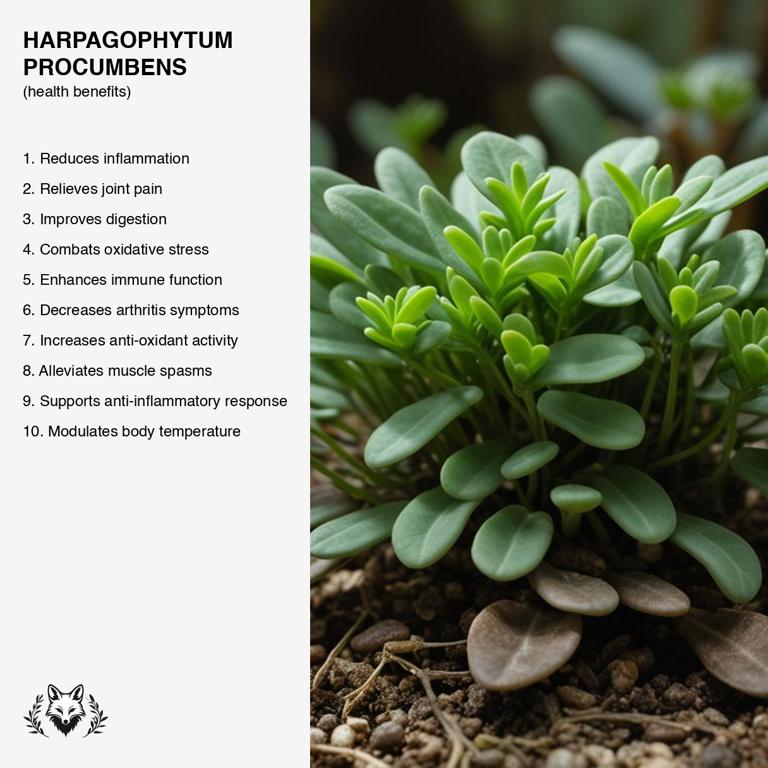 HARPAGOPHYTUM
PROCUMBENS
(health benefits)
1. Reduces inflammation
2. Relieves joint pain
3. Improves digestion
4. Combats oxidative stress
5. Enhances immune function
6. Decreases arthritis symptoms
7. Increases anti-oxidant activity
8. Alleviates muscle spasms
9. Supports anti-inflammatory response
10. Modulates body temperature